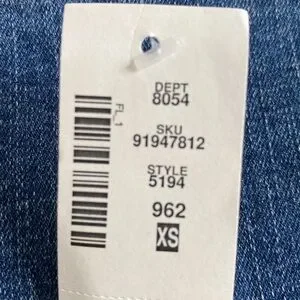 DEPT
8054
FL_1
SKU
91947812
STYLE
5194
962
XS